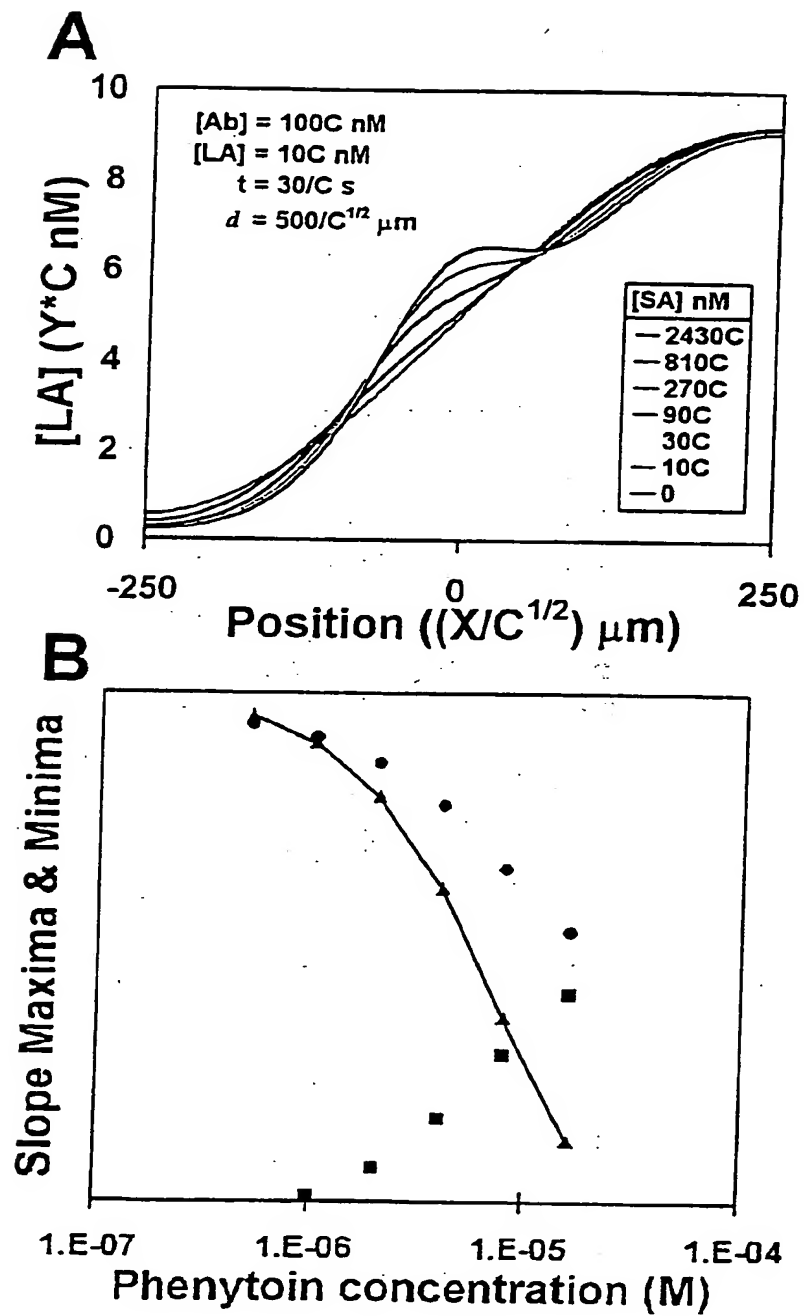 A
10
8
6
4
2
0
[LA] (Y*C nM)
[Ab] = 100C nM
[LA] = 10C nM
t = 30/C s
d = 500/C1/2 μm
[SA] nM
2430C
810C
270C
90C
30C
10C
0
-250 0 250
Position ((X/C1/2) μm)
B
Slope Maxima & Minima
1.E-07 1.E-06 1.E-05 1.E-04
Phenytoin concentration (M)